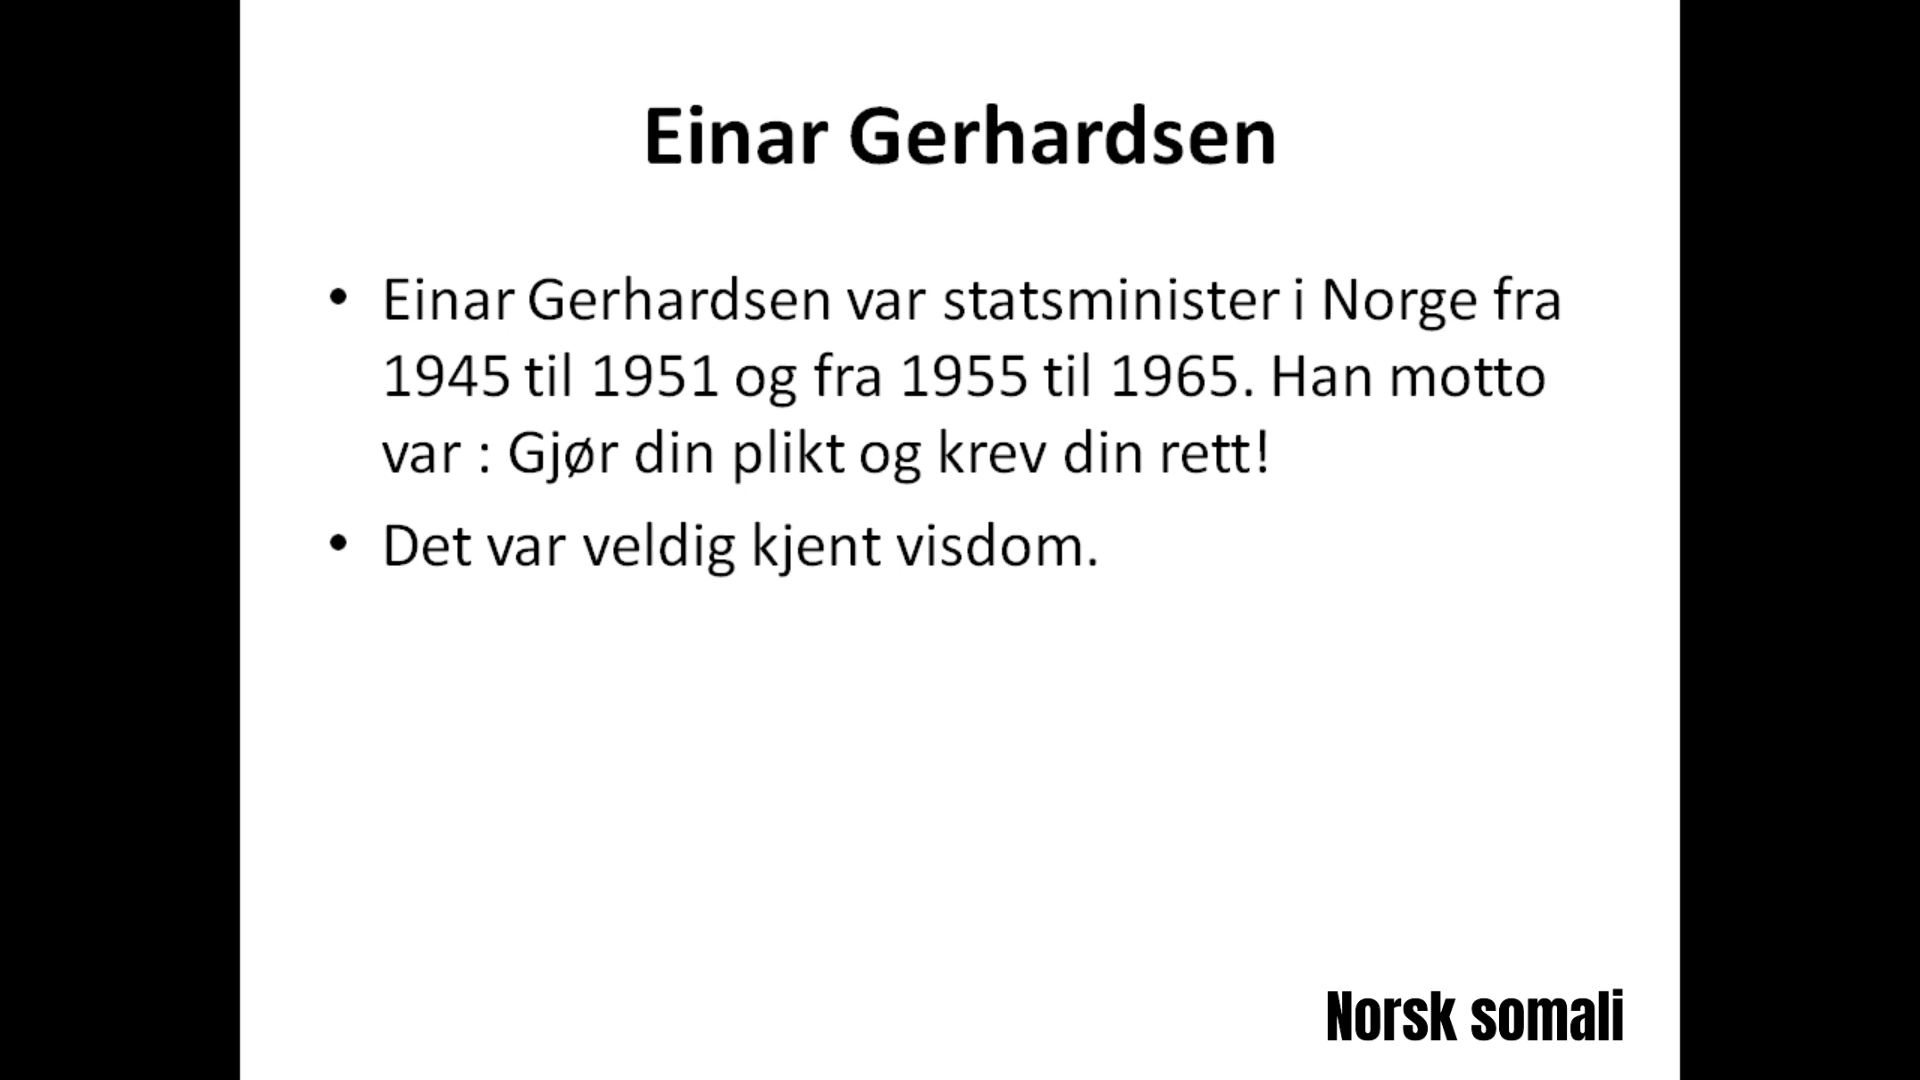 Einar Gerhardsen
• Einar Gerhardsen var statsminister i Norge fra
1945 til 1951 og fra 1955 til 1965. Han motto
var : Gjør din plikt og krev din rett!
• Det var veldig kjent visdom.
Norsk somali